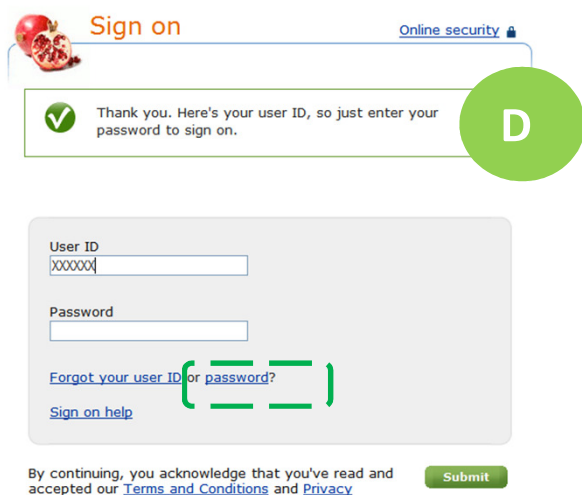 Sign on
Online security
Thank you. Here's your user ID, so just enter your
password to sign on.
D
User ID
XXXXXX
Password
Forgot your user ID or password?
Sign on help
By continuing, you acknowledge that you've read and
accepted our Terms and Conditions and Privacy
Submit